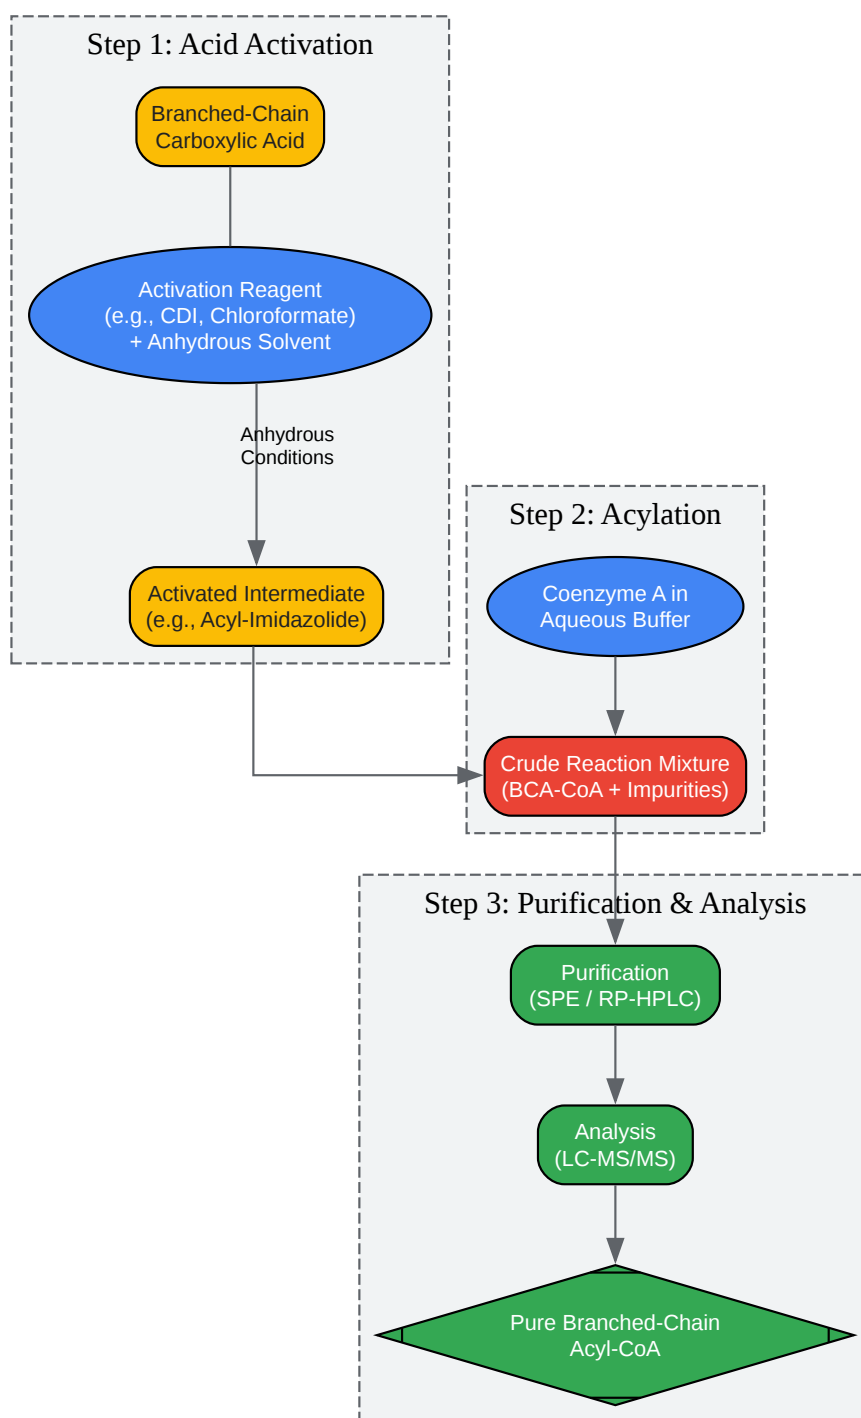 Step 1: Acid Activation
Branched-Chain
Carboxylic Acid
Activation Reagent
(e.g., CDI, Chloroformate)
+ Anhydrous Solvent
Anhydrous
Conditions
Activated Intermediate
(e.g., Acyl-Imidazolide)
Step 2: Acylation
Coenzyme A in
Aqueous Buffer
Crude Reaction Mixture
(BCA-CoA + Impurities)
Step 3: Purification & Analysis
Purification
(SPE / RP-HPLC)
Analysis
(LC-MS/MS)
Pure Branched-Chain
Acyl-CoA